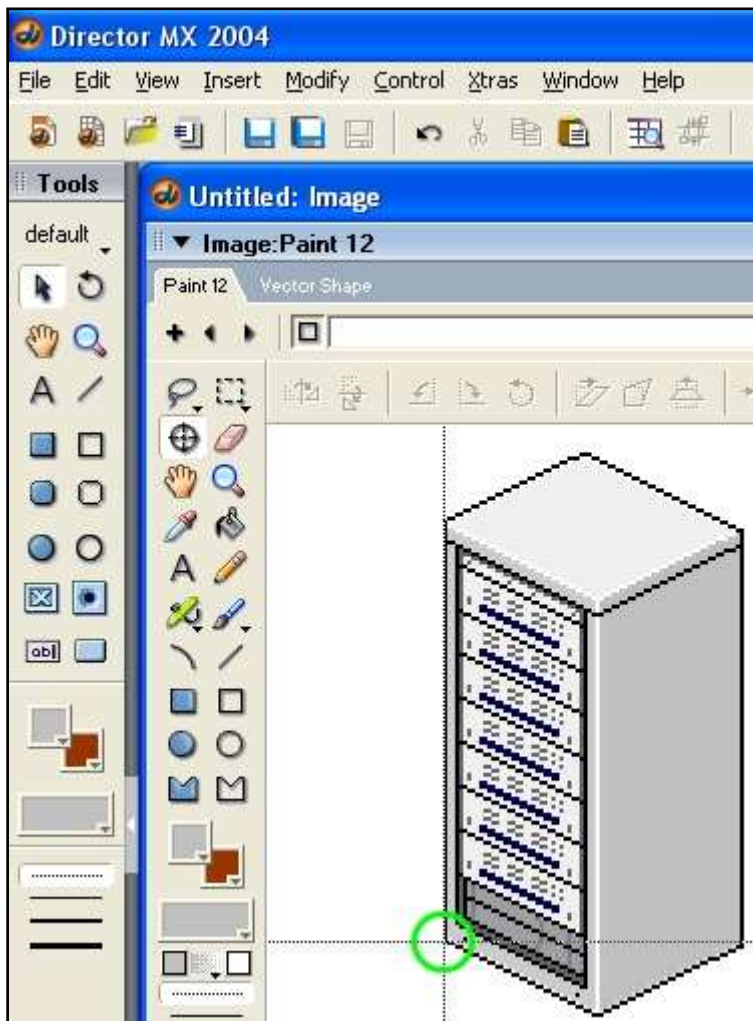 Director MX 2004
File Edit View Insert Modify Control Xtras Window Help
Tools
Untitled: Image
default
Image:Paint 12
Paint 12 Vector Shape
A
A
ab